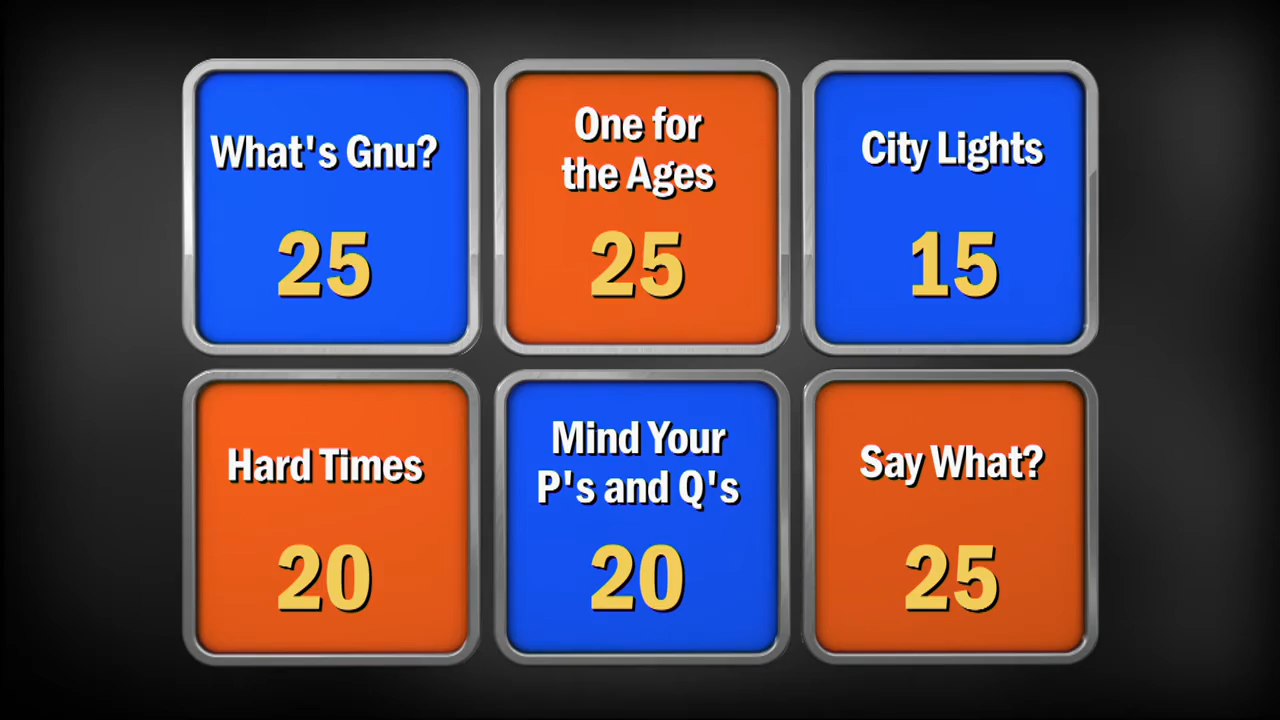 What's Gnu?
25
One for
the Ages
25
City Lights
15
Hard Times
20
Mind Your
P's and Q's
20
Say What?
25